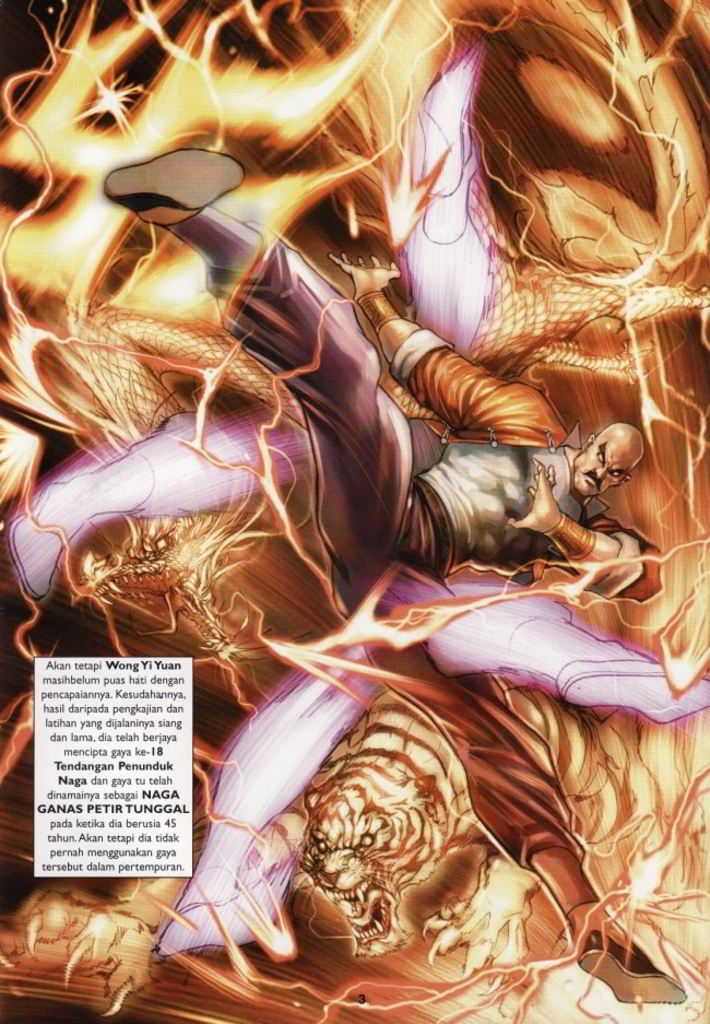 Akan tetapi Wong Yi Yuan
masihbelum puas hati dengan
pencapaiannya. Kesudahannya,
hasil daripada pengkajian dan
latihan yang dijalaninya siang
dan lama, dia telah berjaya
mencipta gaya ke-18
Tendangan Penunduk
Naga dan gaya tu telah
dinamainya sebagai NAGA
GANAS PETIR TUNGGAL
pada ketika dia berusia 45
tahun. Akan tetapi dia tidak
pernah menggunakan gaya
tersebut dalam pertempuran.
3